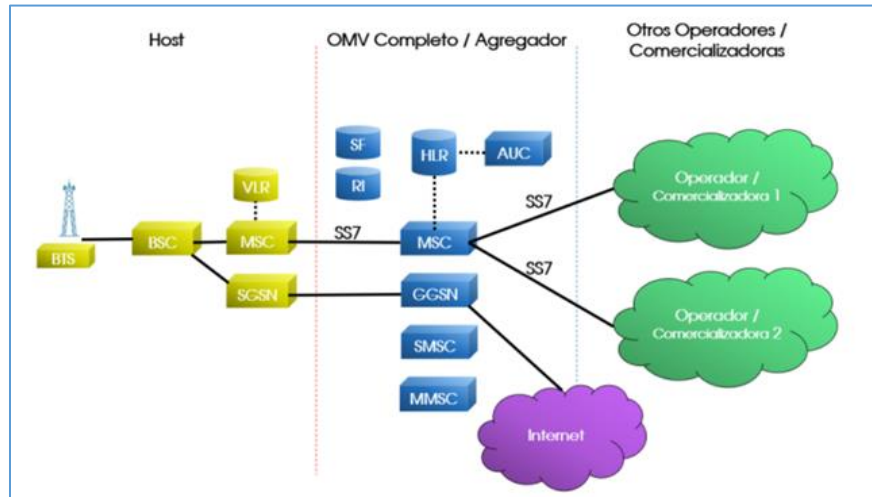 Host
OMV Completo / Agregador
Otros Operadores /
Comercializadoras
SF
RI
HLR
AUC
VLR
BTS
BSC
MSC
SS7
MSC
SS7
SS7
Operador /
Comercializadora 1
SGSN
GGSN
Operador /
Comercializadora 2
SMSC
MMSC
Internet